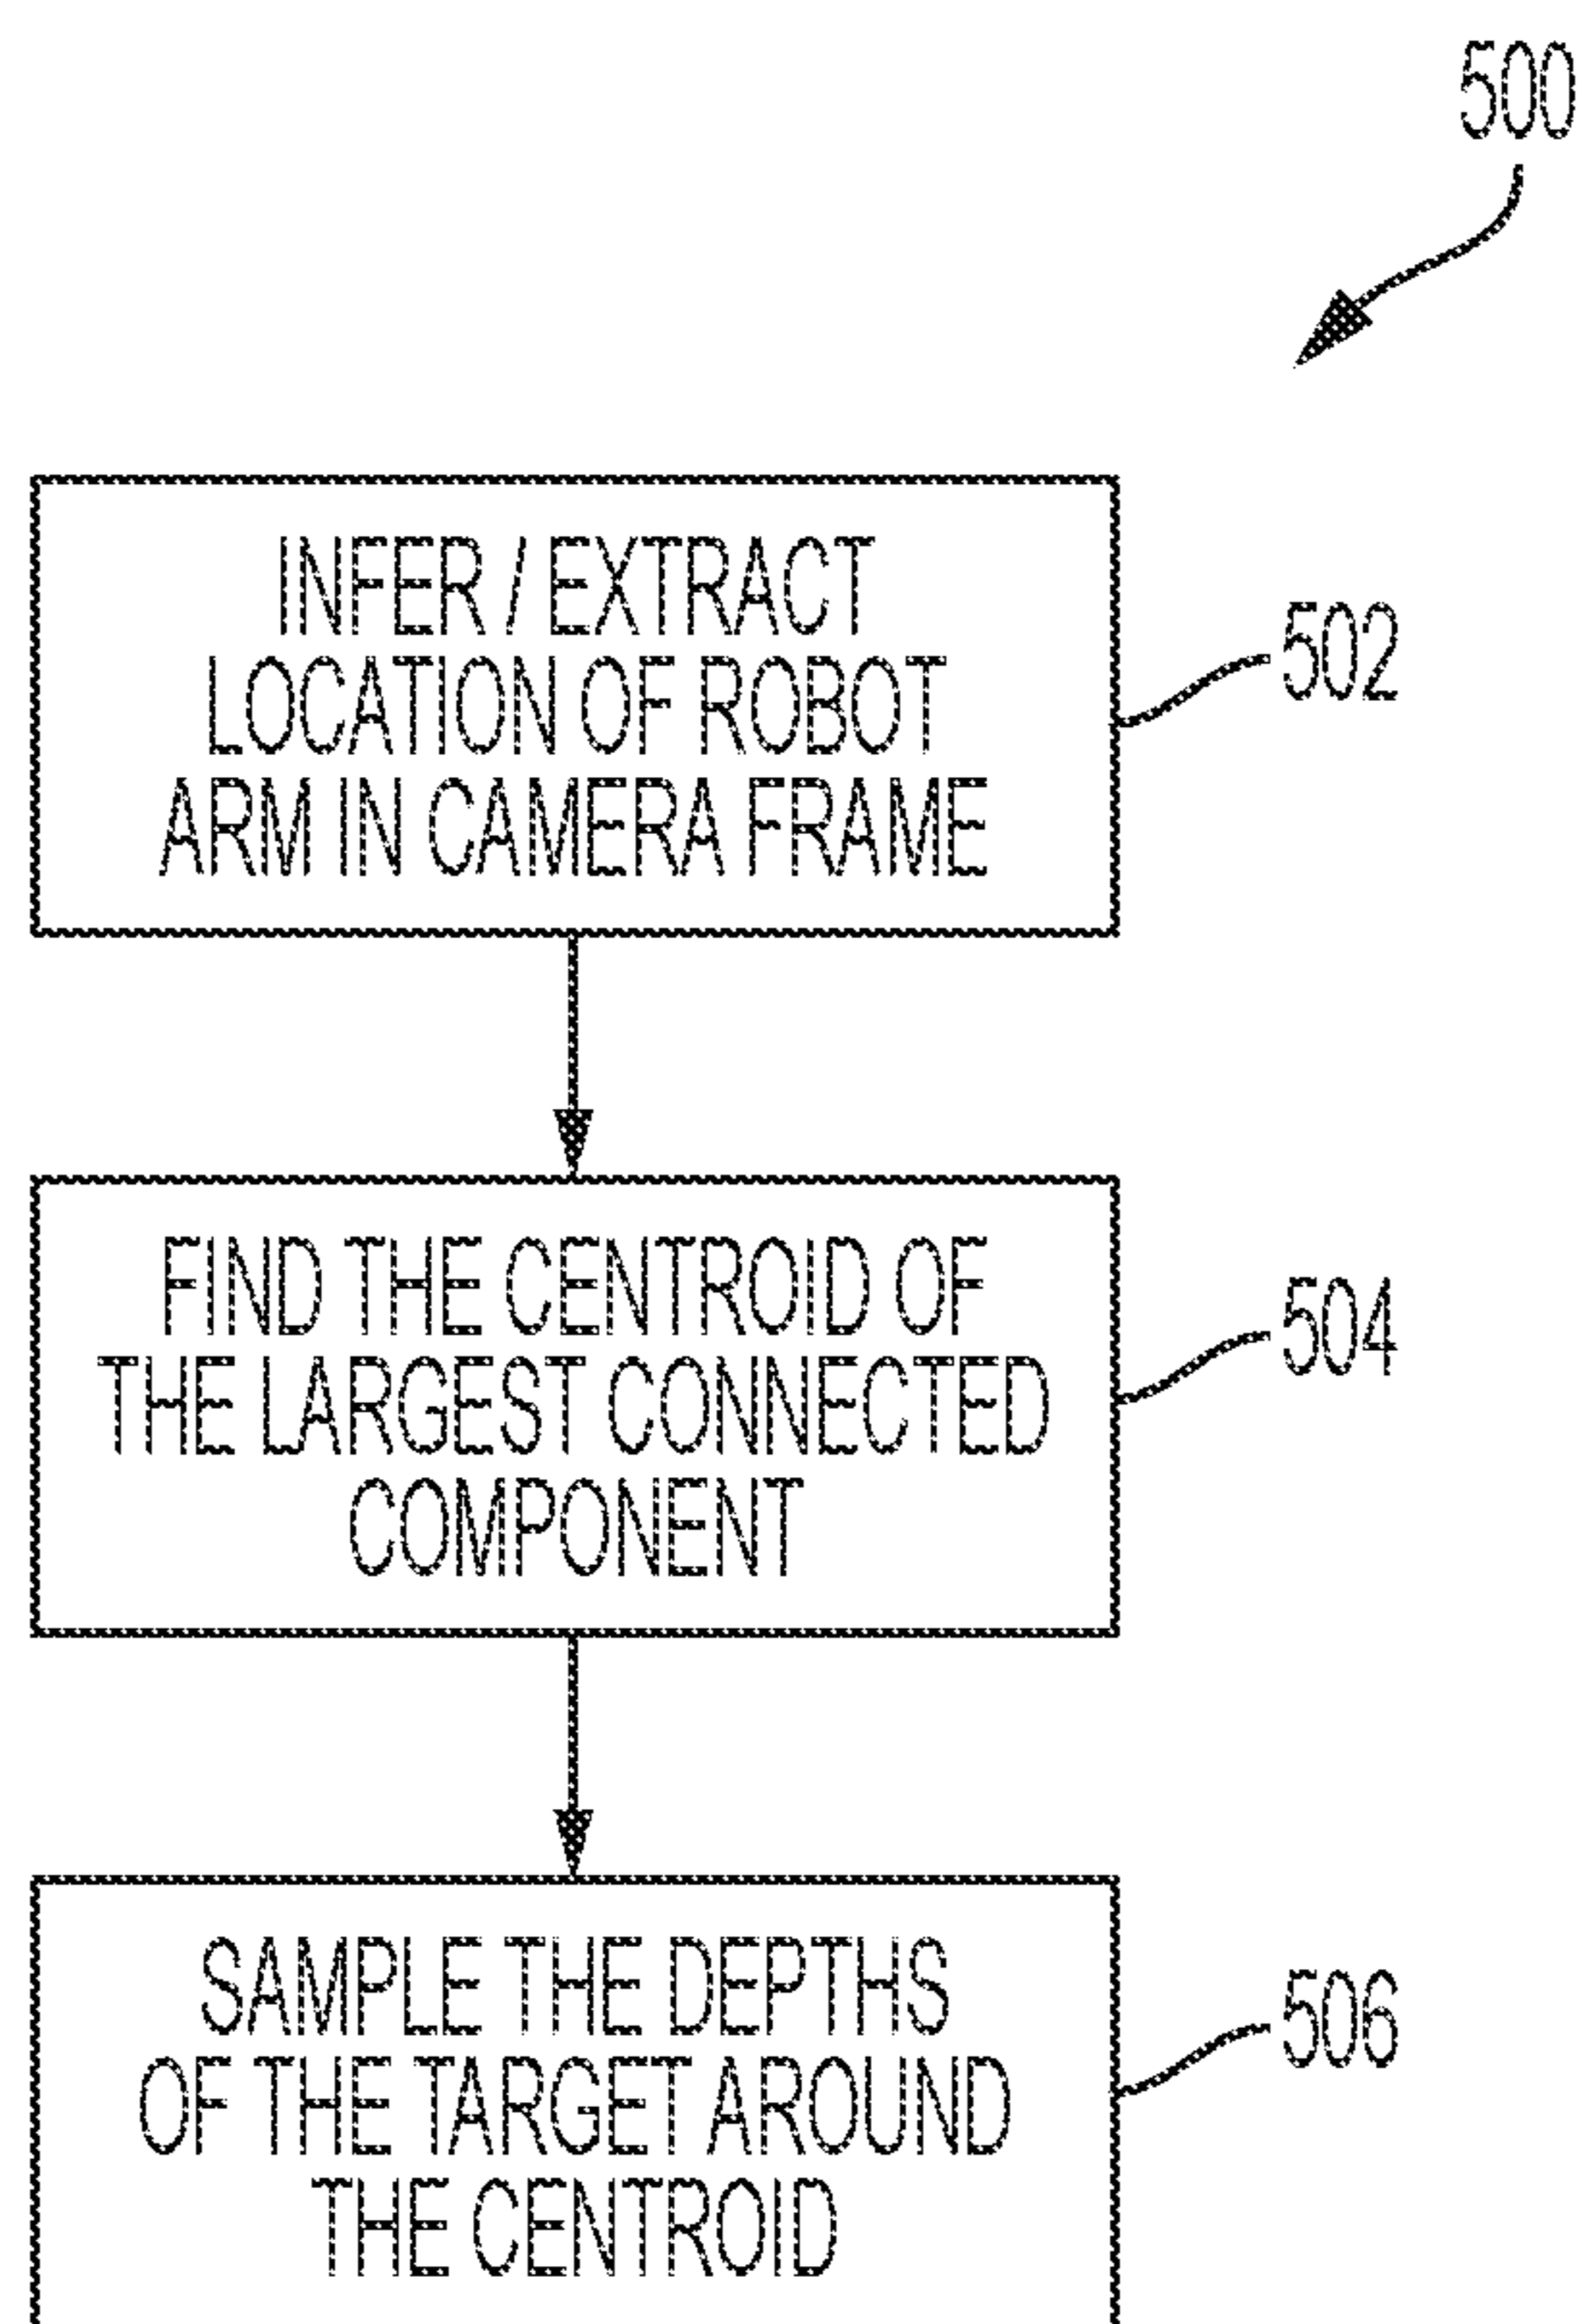 500
INFER / EXTRACT
LOCATION OF ROBOT
ARM IN CAMERA FRAME
502
FIND THE CENTROID OF
THE LARGEST CONNECTED
COMPONENT
504
SAMPLE THE DEPTHS
OF THE TARGET AROUND
THE CENTROID
506